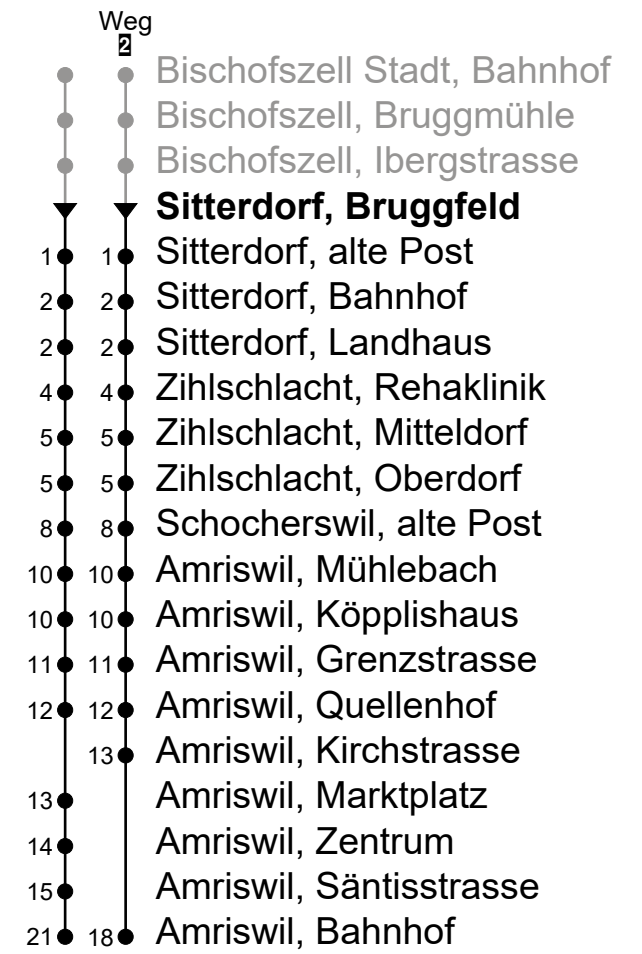 Weg
2
Bischofszell Stadt, Bahnhof
Bischofszell, Bruggmühle
Bischofszell, Ibergstrasse
Sitterdorf, Bruggfeld
1 1 Sitterdorf, alte Post
2 2 Sitterdorf, Bahnhof
2 2 Sitterdorf, Landhaus
4 4 Zihlschlacht, Rehaklinik
5 5 Zihlschlacht, Mitteldorf
5 5 Zihlschlacht, Oberdorf
8 8 Schocherswil, alte Post
10 10 Amriswil, Mühlebach
10 10 Amriswil, Köpplishaus
11 11 Amriswil, Grenzstrasse
12 12 Amriswil, Quellenhof
13 Amriswil, Kirchstrasse
13 Amriswil, Marktplatz
14 Amriswil, Zentrum
15 Amriswil, Säntisstrasse
21 18 Amriswil, Bahnhof